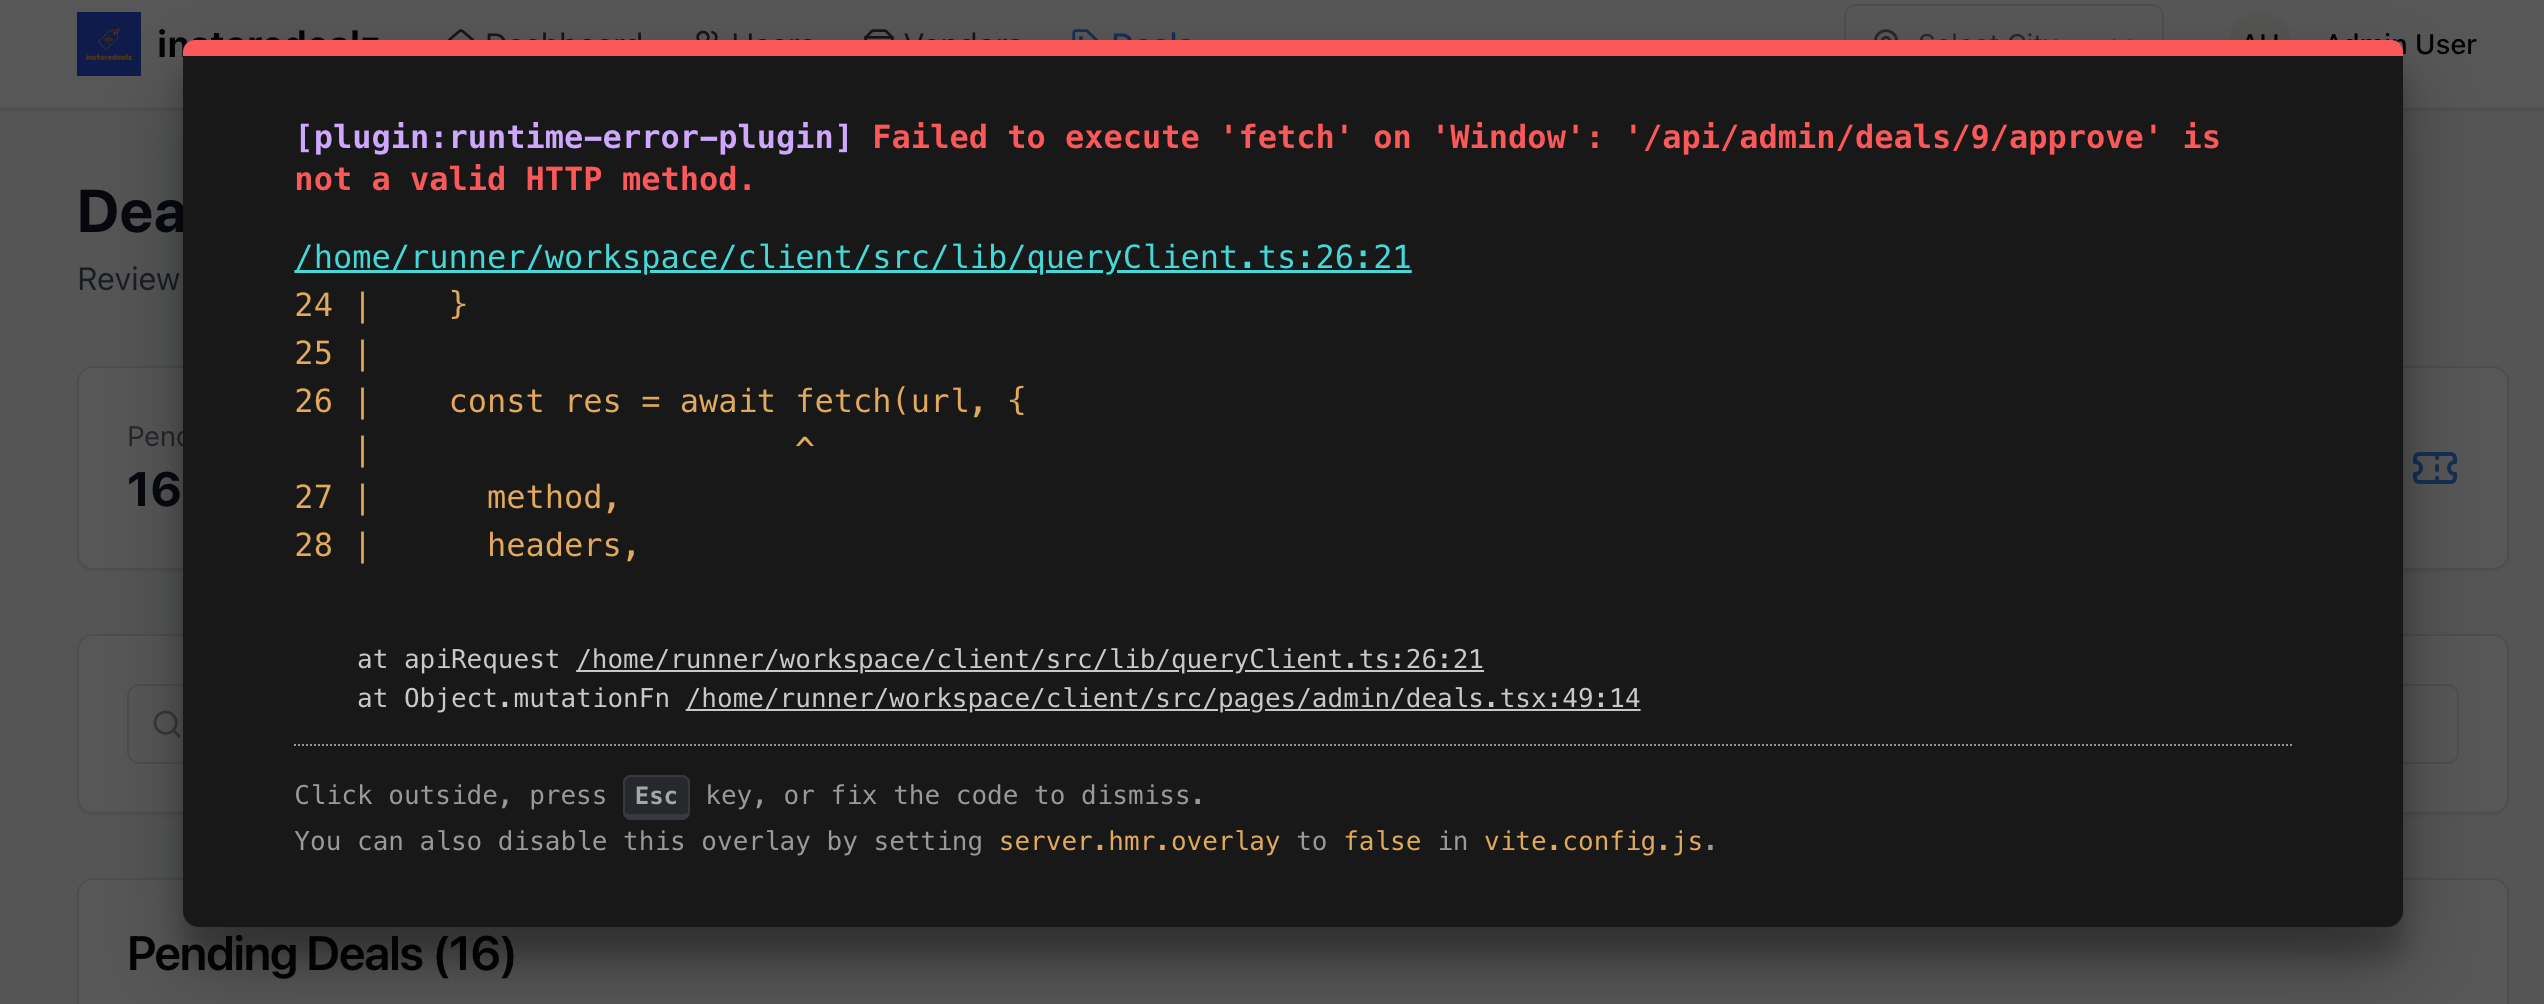 instoredealz
Dashboard
Users
Vendors
Deals
Select City
AU
Admin User
instoredealz
[plugin:runtime-error-plugin] Failed to execute 'fetch' on 'Window': '/api/admin/deals/9/approve' is
not a valid HTTP method.
Dea
/home/runner/workspace/client/src/lib/queryClient.ts:26:21
Review
24 |    }
25 |
26 |    const res = await fetch(url, {
|                       ^
Pend
16
27 |      method,
28 |      headers,
at apiRequest /home/runner/workspace/client/src/lib/queryClient.ts:26:21
at Object.mutationFn /home/runner/workspace/client/src/pages/admin/deals.tsx:49:14
Click outside, press Esc key, or fix the code to dismiss.
You can also disable this overlay by setting server.hmr.overlay to false in vite.config.js.
Pending Deals (16)